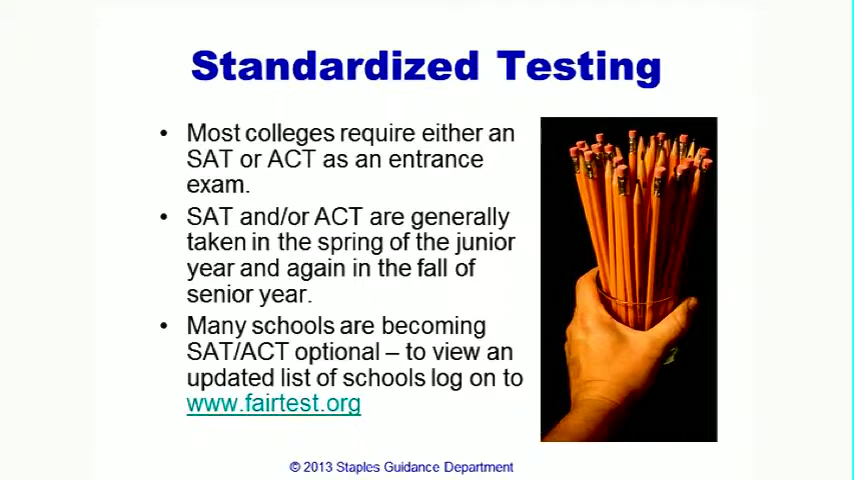 Standardized Testing
• Most colleges require either an
SAT or ACT as an entrance
exam.
• SAT and/or ACT are generally
taken in the spring of the junior
year and again in the fall of
senior year.
• Many schools are becoming
SAT/ACT optional – to view an
updated list of schools log on to
www.fairtest.org
© 2013 Staples Guidance Department